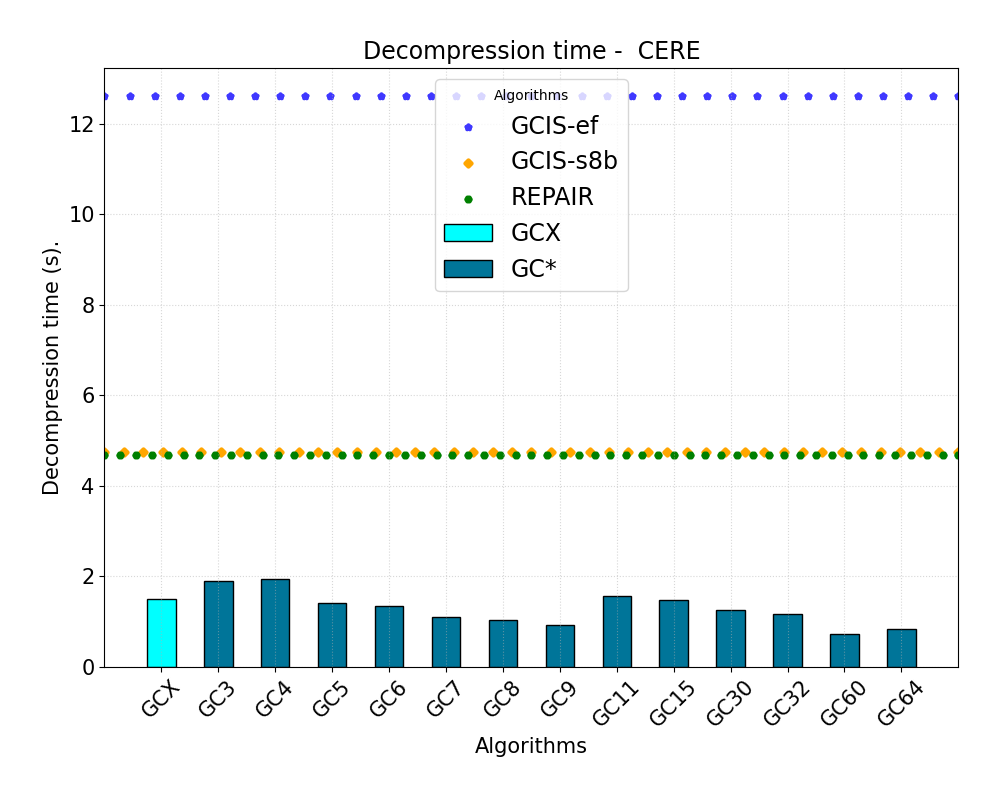 Decompression time -  CERE
Algorithms
GCIS-ef
GCIS-s8b
REPAIR
GCX
GC*
Decompression time (s).
12
10
8
6
4
2
0
GCX GC3 GC4 GC5 GC6 GC7 GC8 GC9 GC11 GC15 GC30 GC32 GC60 GC64
Algorithms